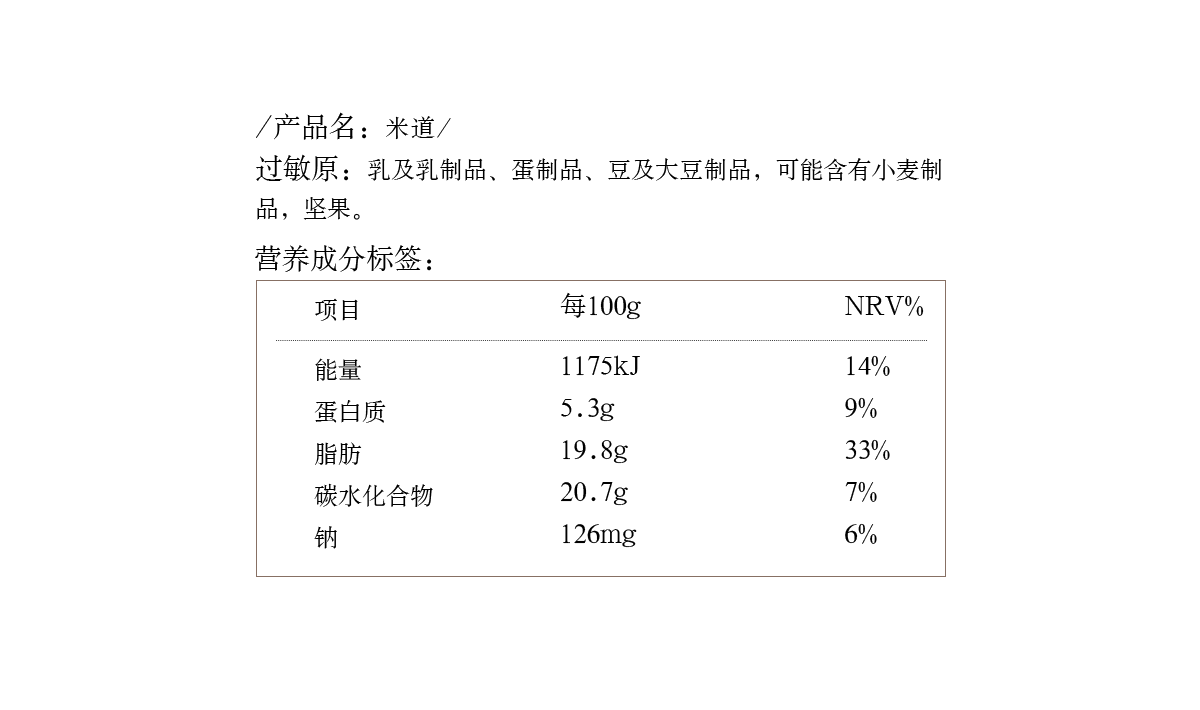 /产品名：米道/
过敏原：乳及乳制品、蛋制品、豆及大豆制品，可能含有小麦制
品，坚果。
营养成分标签：
项目 每100g NRV%
能量 1175kJ 14%
蛋白质 5.3g 9%
脂肪 19.8g 33%
碳水化合物 20.7g 7%
钠 126mg 6%